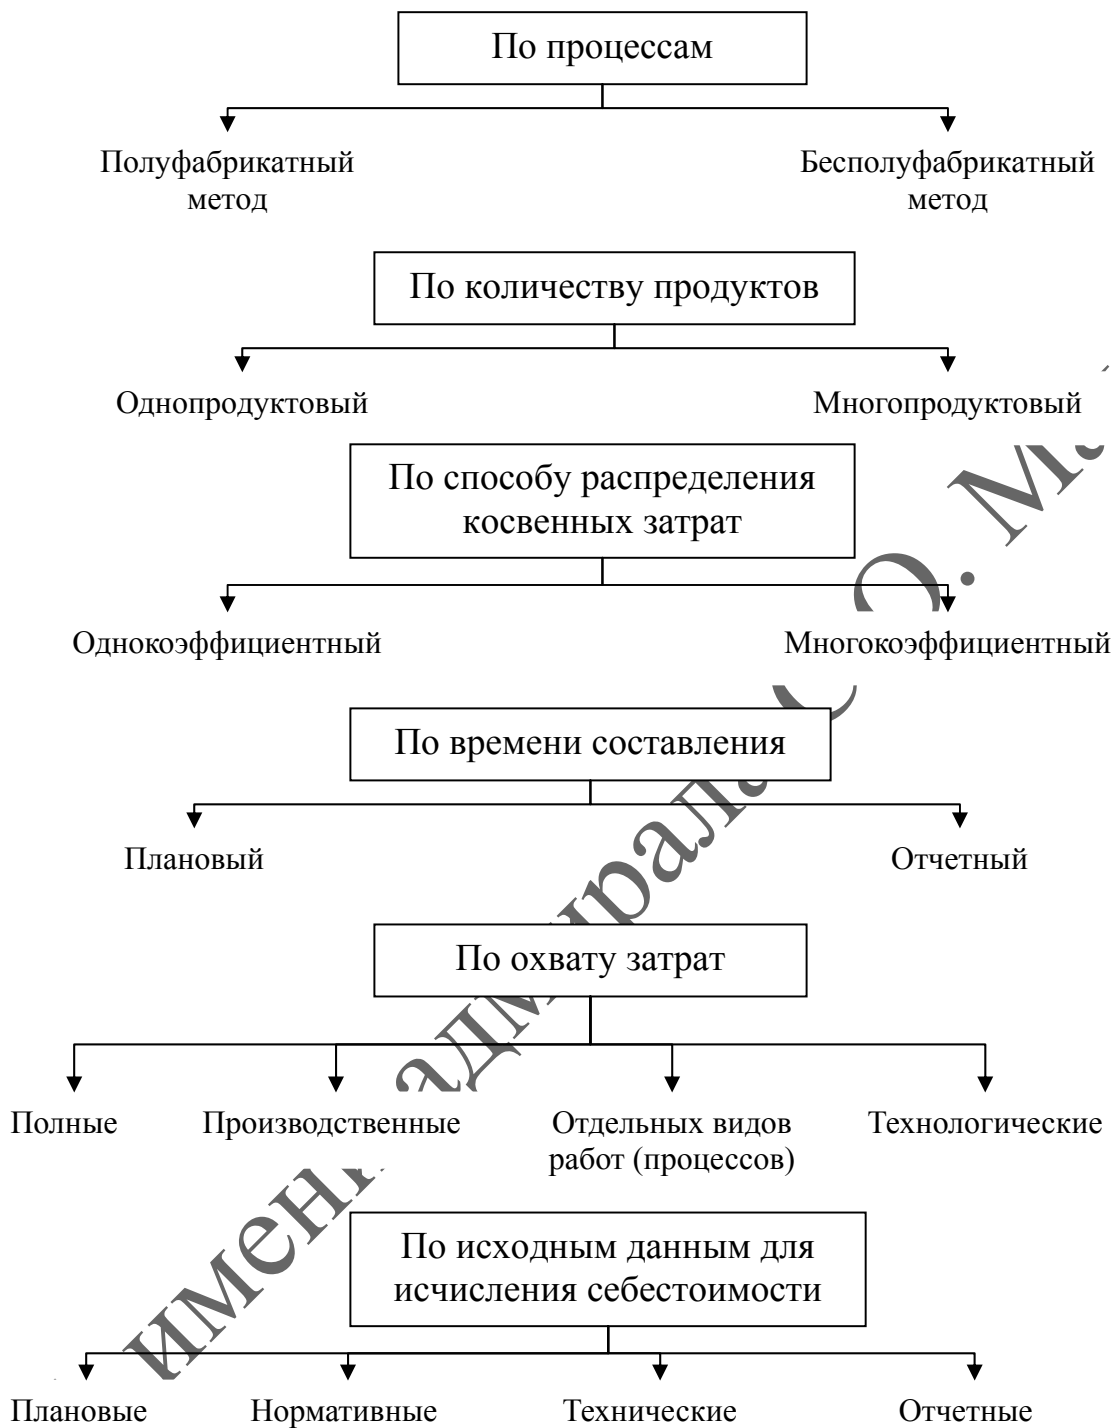 По процессам
Полуфабрикатный Бесполуфабрикатный
метод метод
По количеству продуктов
Однопродуктовый Многопродуктовый
По способу распределения
косвенных затрат
Однокоэффициентный Многокоэффициентный
По времени составления
Плановый Отчетный
По охвату затрат
Полные Производственные Отдельных видов Технологические
работ (процессов)
По исходным данным для
исчисления себестоимости
Плановые Нормативные Технические Отчетные
адмирала